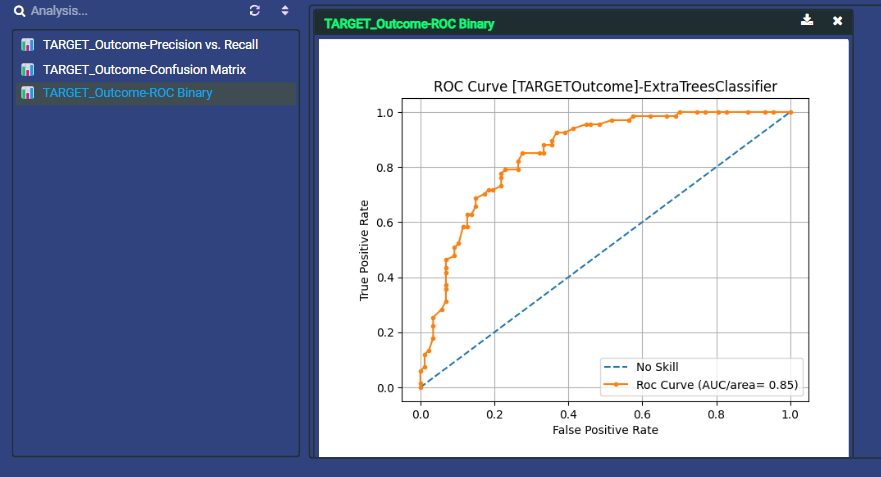 Analysis...
TARGET_Outcome-Precision vs. Recall
TARGET_Outcome-Confusion Matrix
TARGET_Outcome-ROC Binary
TARGET_Outcome-ROC Binary
ROC Curve [TARGETOutcome]-ExtraTreesClassifier
1.0
0.8
0.6
0.4
0.2
0.0
True Positive Rate
No Skill
Roc Curve (AUC/area= 0.85)
0.0 0.2 0.4 0.6 0.8 1.0
False Positive Rate